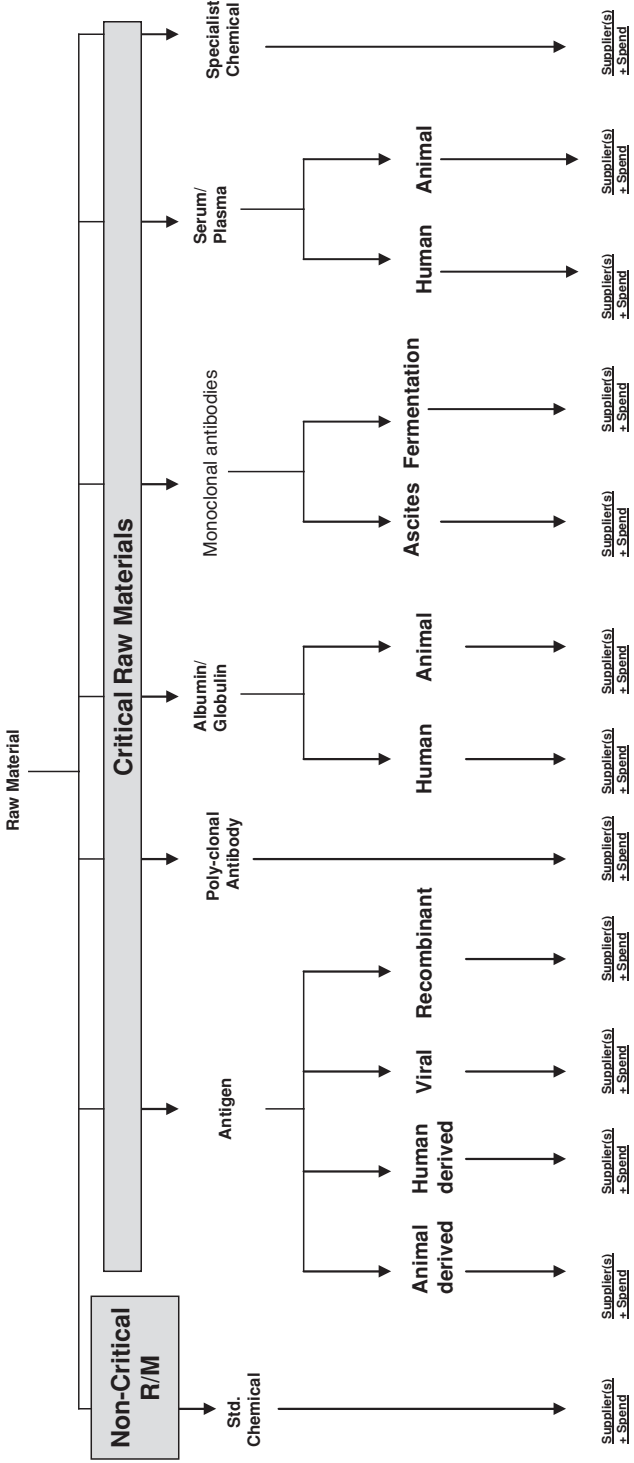 Raw Material
Non-Critical
R/M
Critical Raw Materials
Std.
Chemical
Antigen
Poly-clonal
Antibody
Albumin/
Globulin
Monoclonal antibodies
Serum/
Plasma
Specialist
Chemical
Animal
derived
Human
derived
Viral
Recombinant
Human
Animal
Ascites
Fermentation
Human
Animal
Supplier(s)
+ Spend
Supplier(s)
+ Spend
Supplier(s)
+ Spend
Supplier(s)
+ Spend
Supplier(s)
+ Spend
Supplier(s)
+ Spend
Supplier(s)
+ Spend
Supplier(s)
+ Spend
Supplier(s)
+ Spend
Supplier(s)
+ Spend
Supplier(s)
+ Spend
Supplier(s)
+ Spend
Supplier(s)
+ Spend